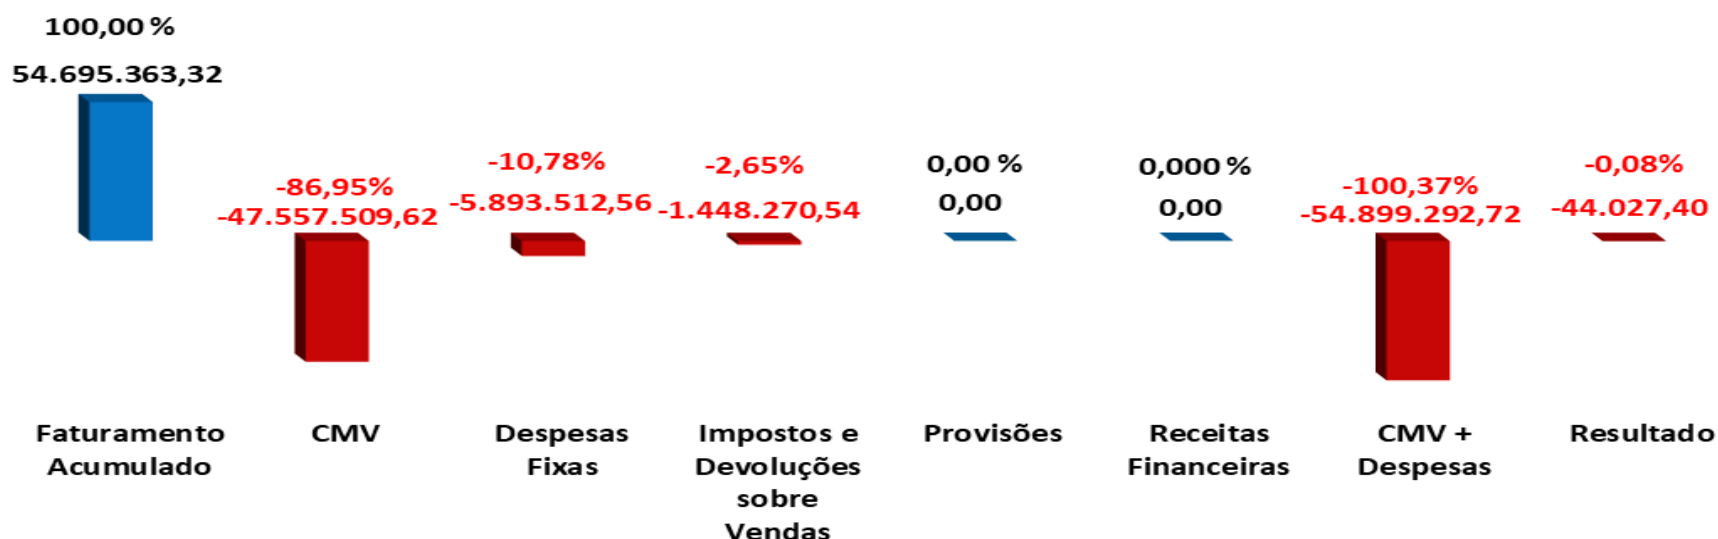 100,00 %
54.695.363,32
-86,95%
-47.557.509,62
-10,78%
-5.893.512,56
-2,65%
-1.448.270,54
0,00 %
0,00
0,000 %
0,00
-100,37%
-54.899.292,72
-0,08%
-44.027,40
Faturamento
Acumulado
CMV
Despesas
Fixas
Impostos e
Devoluções
sobre
Vendas
Provisões
Receitas
Financeiras
CMV +
Despesas
Resultado